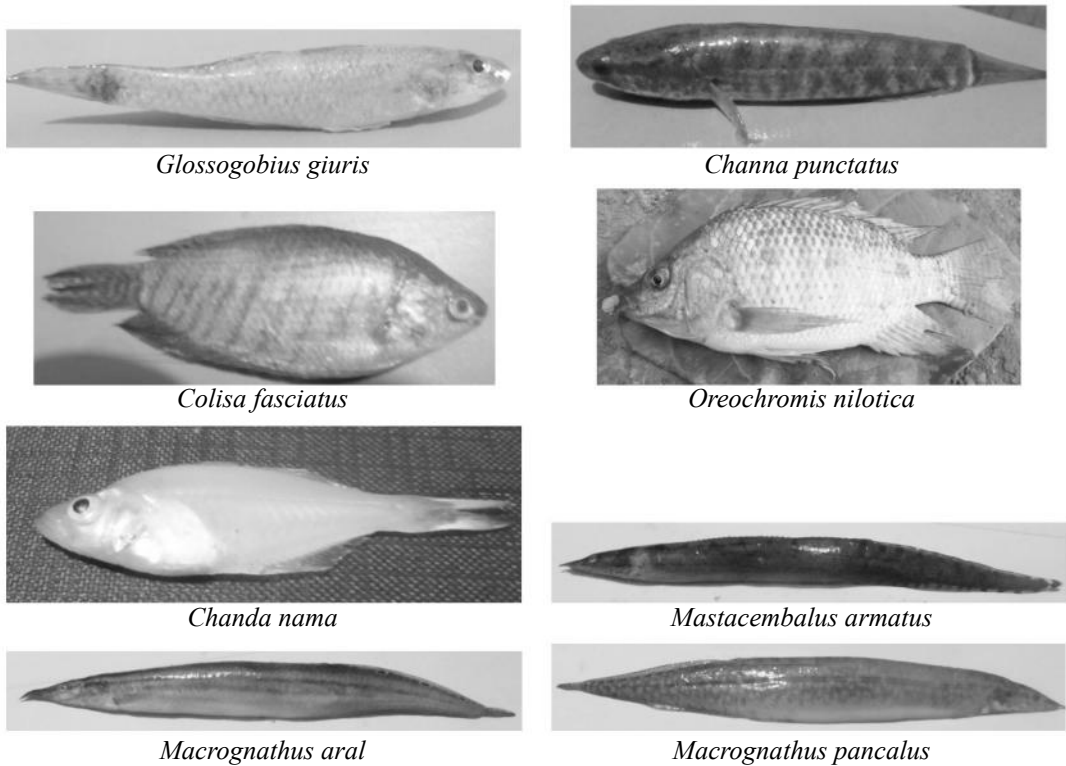 Glossogobius giuris
Channa punctatus
Colisa fasciatus
Oreochromis nilotica
Chanda nama
Mastacembalus armatus
Macrognathus aral
Macrognathus pancalus